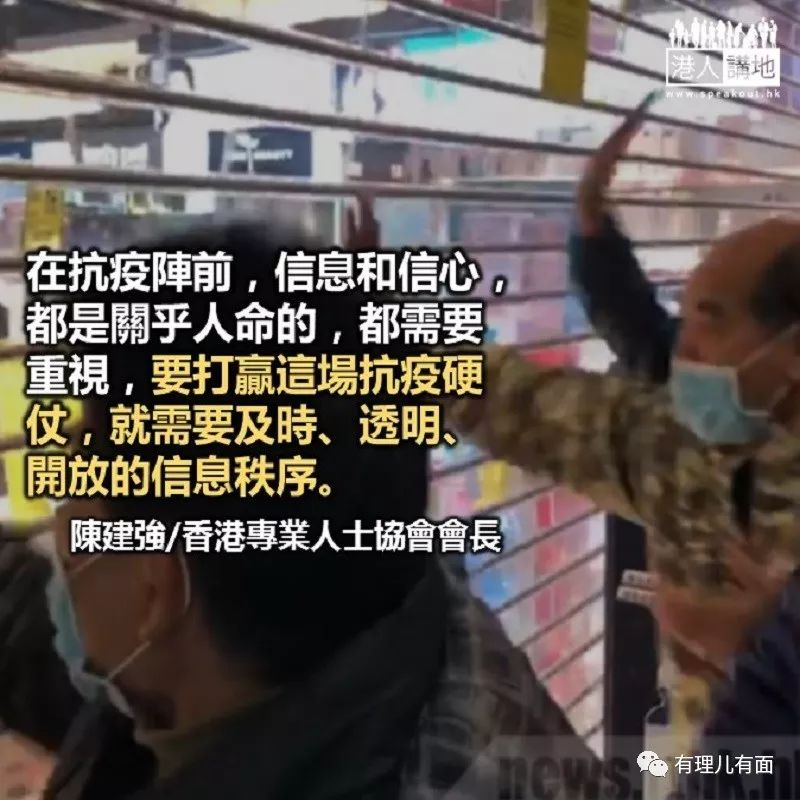 港人講地
www.speakout.hk
在抗疫陣前，信息和信心，
都是關乎人命的，都需要
重視，要打贏這場抗疫硬
仗，就需要及時、透明、
開放的信息秩序。
陳建強/香港專業人士協會會長
有理儿有面